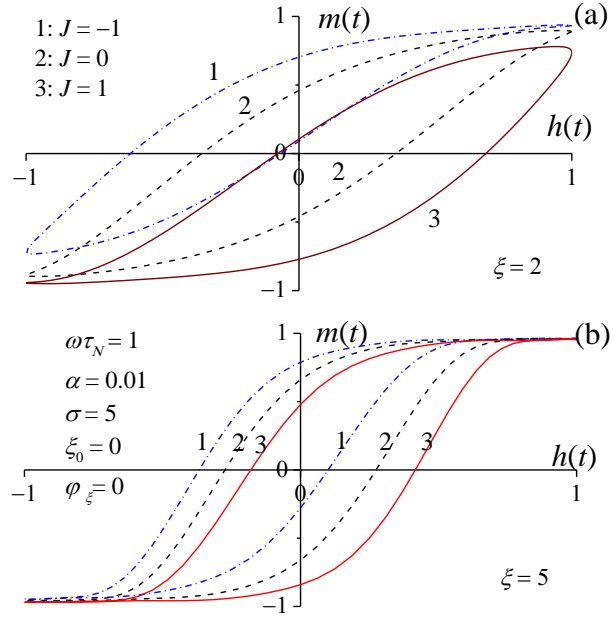 1 m(t) (a)
1: J = −1
2: J = 0
3: J = 1
1
2
h(t)
−1 0 0 1
2
3
ξ = 2
−1
1 m(t) (b)
ωτ_N = 1
α = 0.01
σ = 5
ξ₀ = 0
φ_ξ = 0
1 2 3 1 2 3
h(t)
−1 0 0 1
ξ = 5
−1